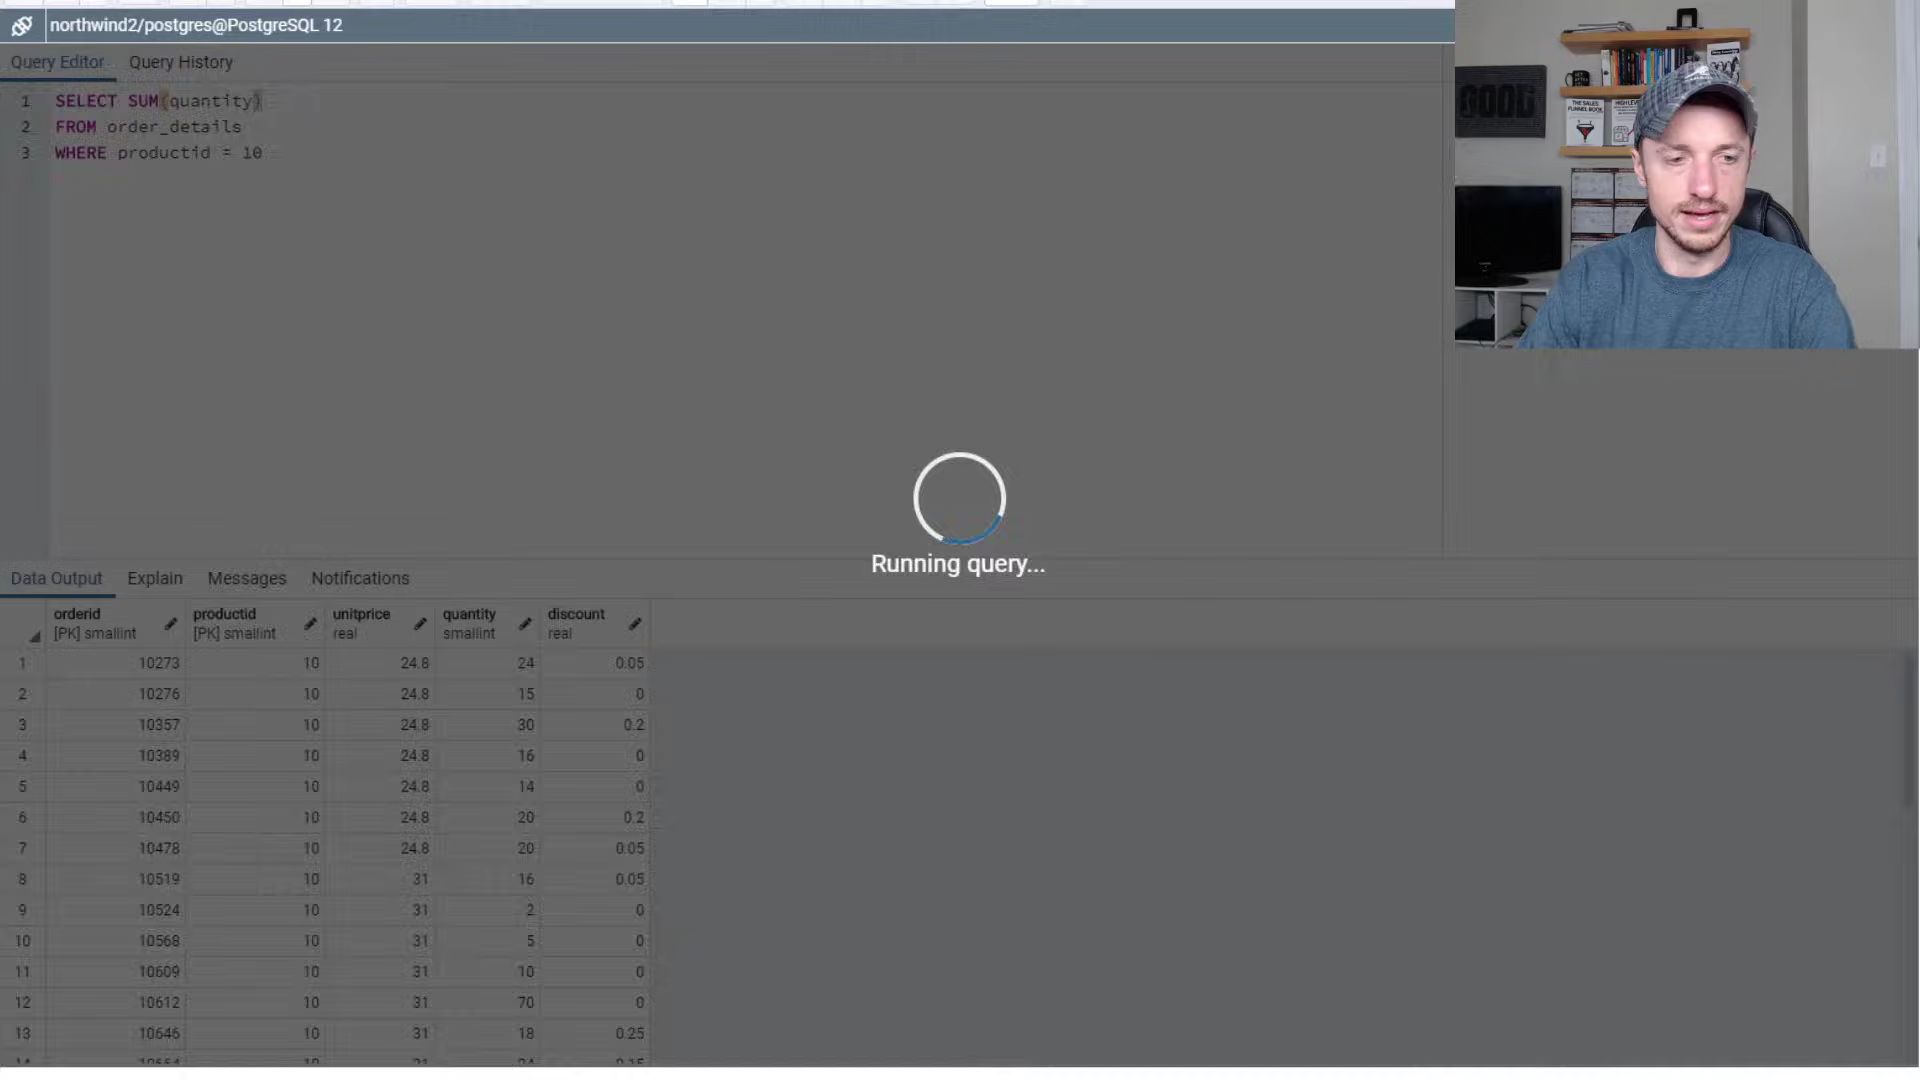 northwind2/postgres@PostgreSQL 12
Query Editor Query History
1 SELECT SUM(quantity)
2 FROM order_details
3 WHERE productid = 10
GOOD
THE SALES
FUNNEL BOOK
Running query...
Data Output Explain Messages Notifications
orderid productid unitprice quantity discount
[PK] smallint [PK] smallint real smallint real
1 10273 10 24.8 24 0.05
2 10276 10 24.8 15 0
3 10357 10 24.8 30 0.2
4 10389 10 24.8 16 0
5 10449 10 24.8 14 0
6 10450 10 24.8 20 0.2
7 10478 10 24.8 20 0.05
8 10519 10 31 16 0.05
9 10524 10 31 2 0
10 10568 10 31 5 0
11 10609 10 31 10 0
12 10612 10 31 70 0
13 10646 10 31 18 0.25